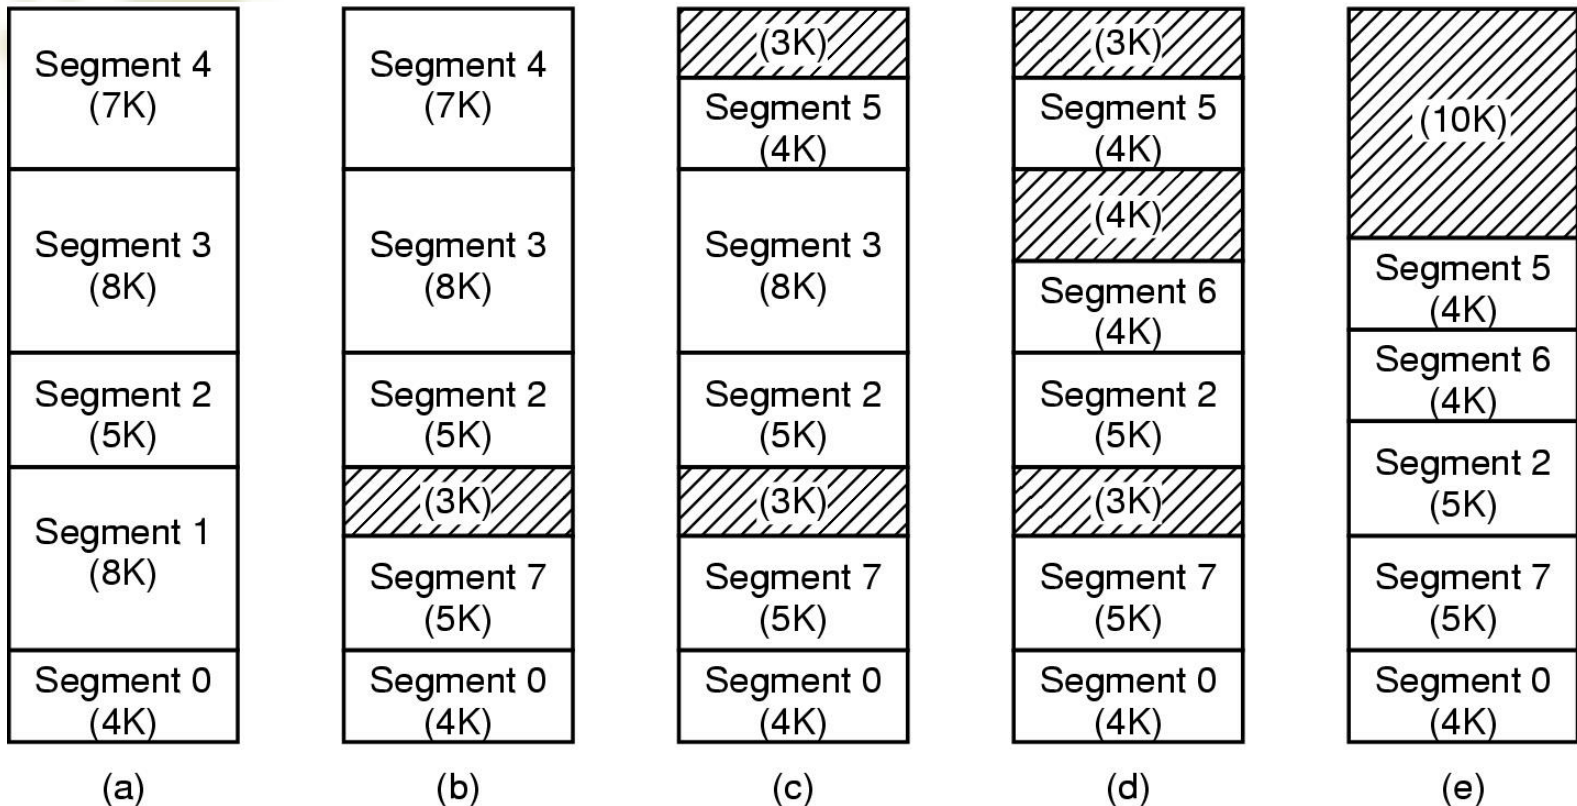 Segment 4
(7K)
Segment 3
(8K)
Segment 2
(5K)
Segment 1
(8K)
Segment 0
(4K)
(a)
Segment 4
(7K)
Segment 3
(8K)
Segment 2
(5K)
(3K)
Segment 7
(5K)
Segment 0
(4K)
(b)
(3K)
Segment 5
(4K)
Segment 3
(8K)
Segment 2
(5K)
(3K)
Segment 7
(5K)
Segment 0
(4K)
(c)
(3K)
Segment 5
(4K)
(4K)
Segment 6
(4K)
Segment 2
(5K)
(3K)
Segment 7
(5K)
Segment 0
(4K)
(d)
(10K)
Segment 5
(4K)
Segment 6
(4K)
Segment 2
(5K)
Segment 7
(5K)
Segment 0
(4K)
(e)